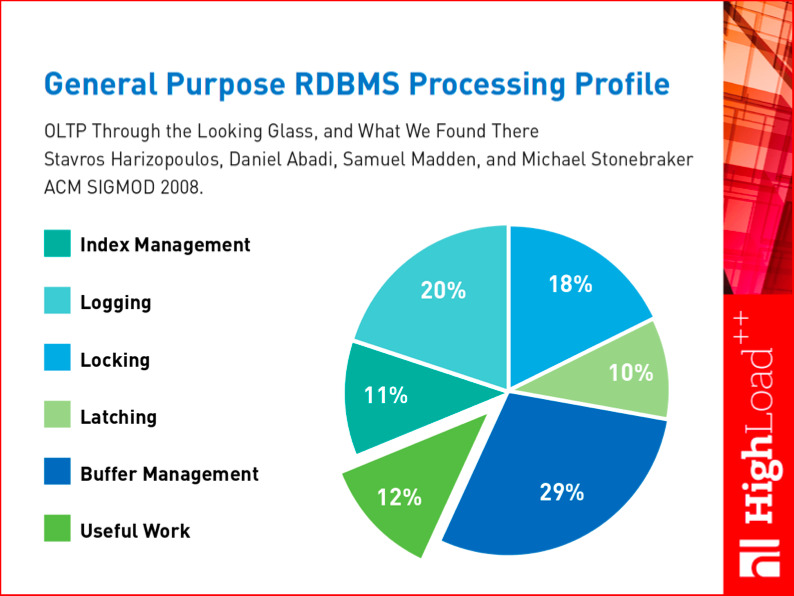 General Purpose RDBMS Processing Profile
OLTP Through the Looking Glass, and What We Found There
Stavros Harizopoulos, Daniel Abadi, Samuel Madden, and Michael Stonebraker
ACM SIGMOD 2008.
Index Management
Logging
Locking
Latching
Buffer Management
Useful Work
20%
18%
10%
11%
12%
29%
HighLoad++